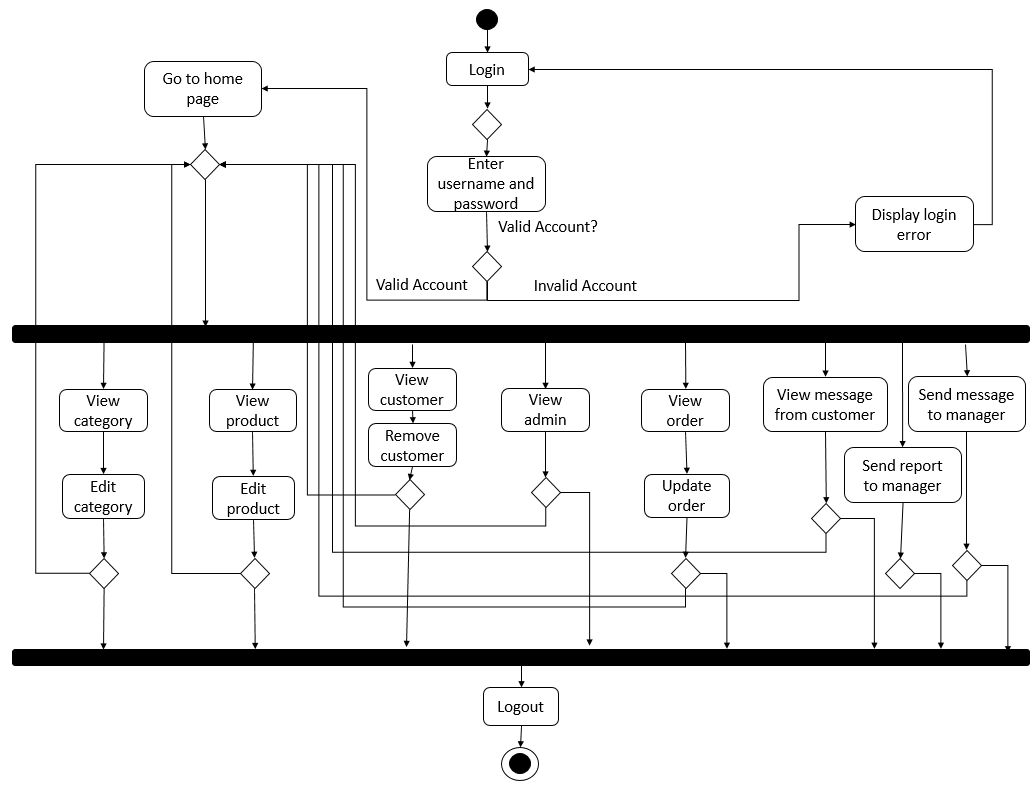 Login
Go to home
page
Enter
username and
password
Valid Account?
Display login
error
Valid Account
Invalid Account
View
category
View
product
View
customer
Remove
customer
View
admin
View
order
View message
from customer
Send message
to manager
Send report
to manager
Edit
category
Edit
product
Update
order
Logout